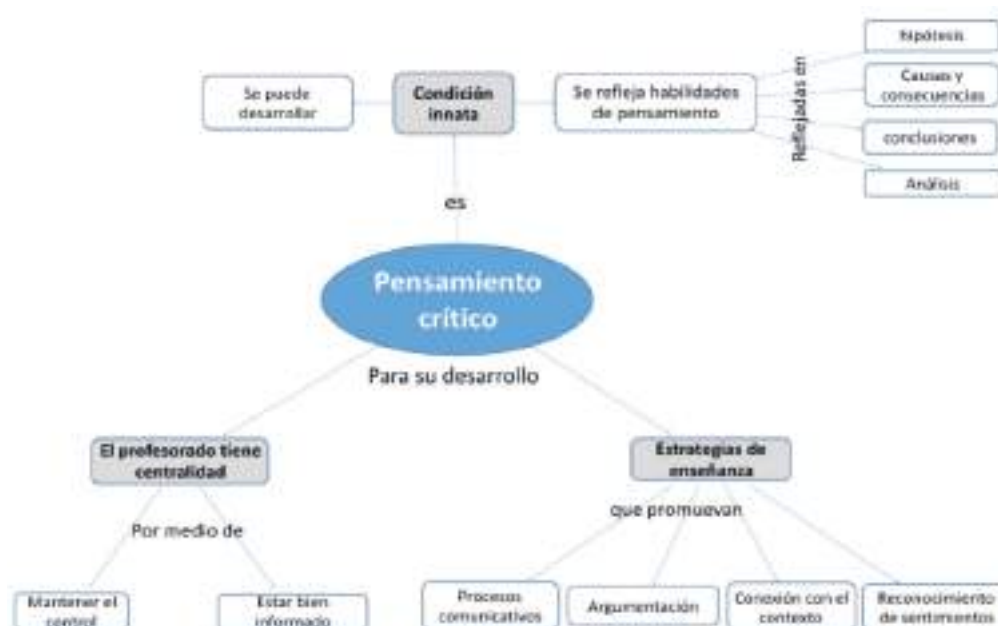 hipótesis
Se puede
desarrollar
Condición
innata
Se refleja habilidades
de pensamiento
Reflejadas en
Causas y
consecuencias
conclusiones
Análisis
es
Pensamiento
crítico
Para su desarrollo
El profesorado tiene
centralidad
Estrategias de
enseñanza
Por medio de
que promuevan
Mantener el
control
Estar bien
informado
Procesos
comunicativos
Argumentación
Conexión con el
contexto
Reconocimiento
de sentimientos